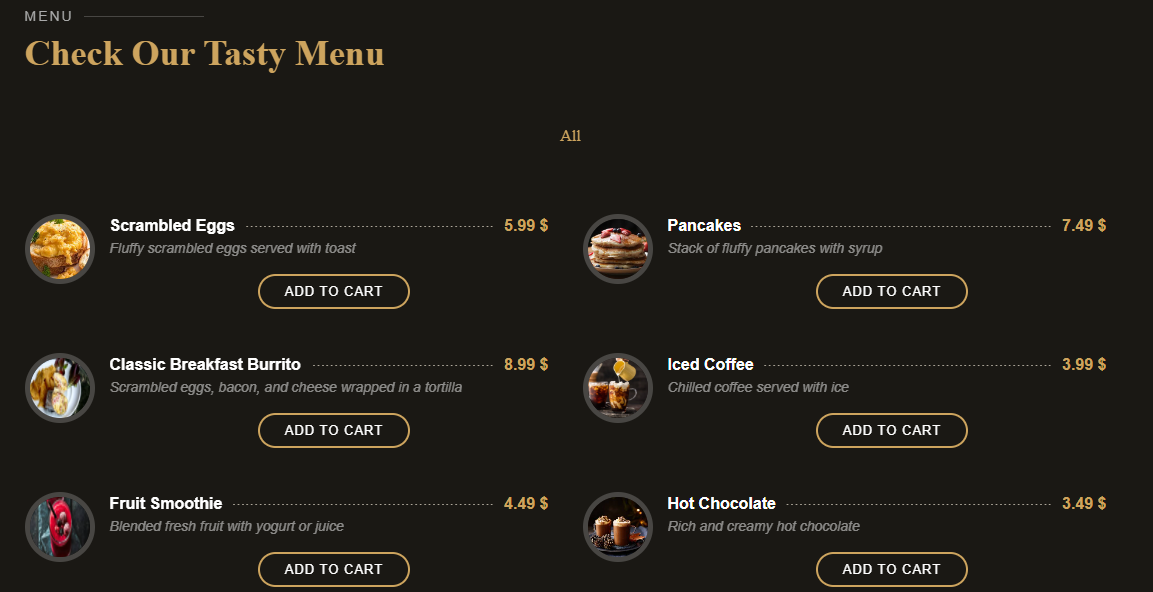 MENU
Check Our Tasty Menu
All
Scrambled Eggs 5.99 $
Fluffy scrambled eggs served with toast
ADD TO CART
Pancakes 7.49 $
Stack of fluffy pancakes with syrup
ADD TO CART
Classic Breakfast Burrito 8.99 $
Scrambled eggs, bacon, and cheese wrapped in a tortilla
ADD TO CART
Iced Coffee 3.99 $
Chilled coffee served with ice
ADD TO CART
Fruit Smoothie 4.49 $
Blended fresh fruit with yogurt or juice
ADD TO CART
Hot Chocolate 3.49 $
Rich and creamy hot chocolate
ADD TO CART